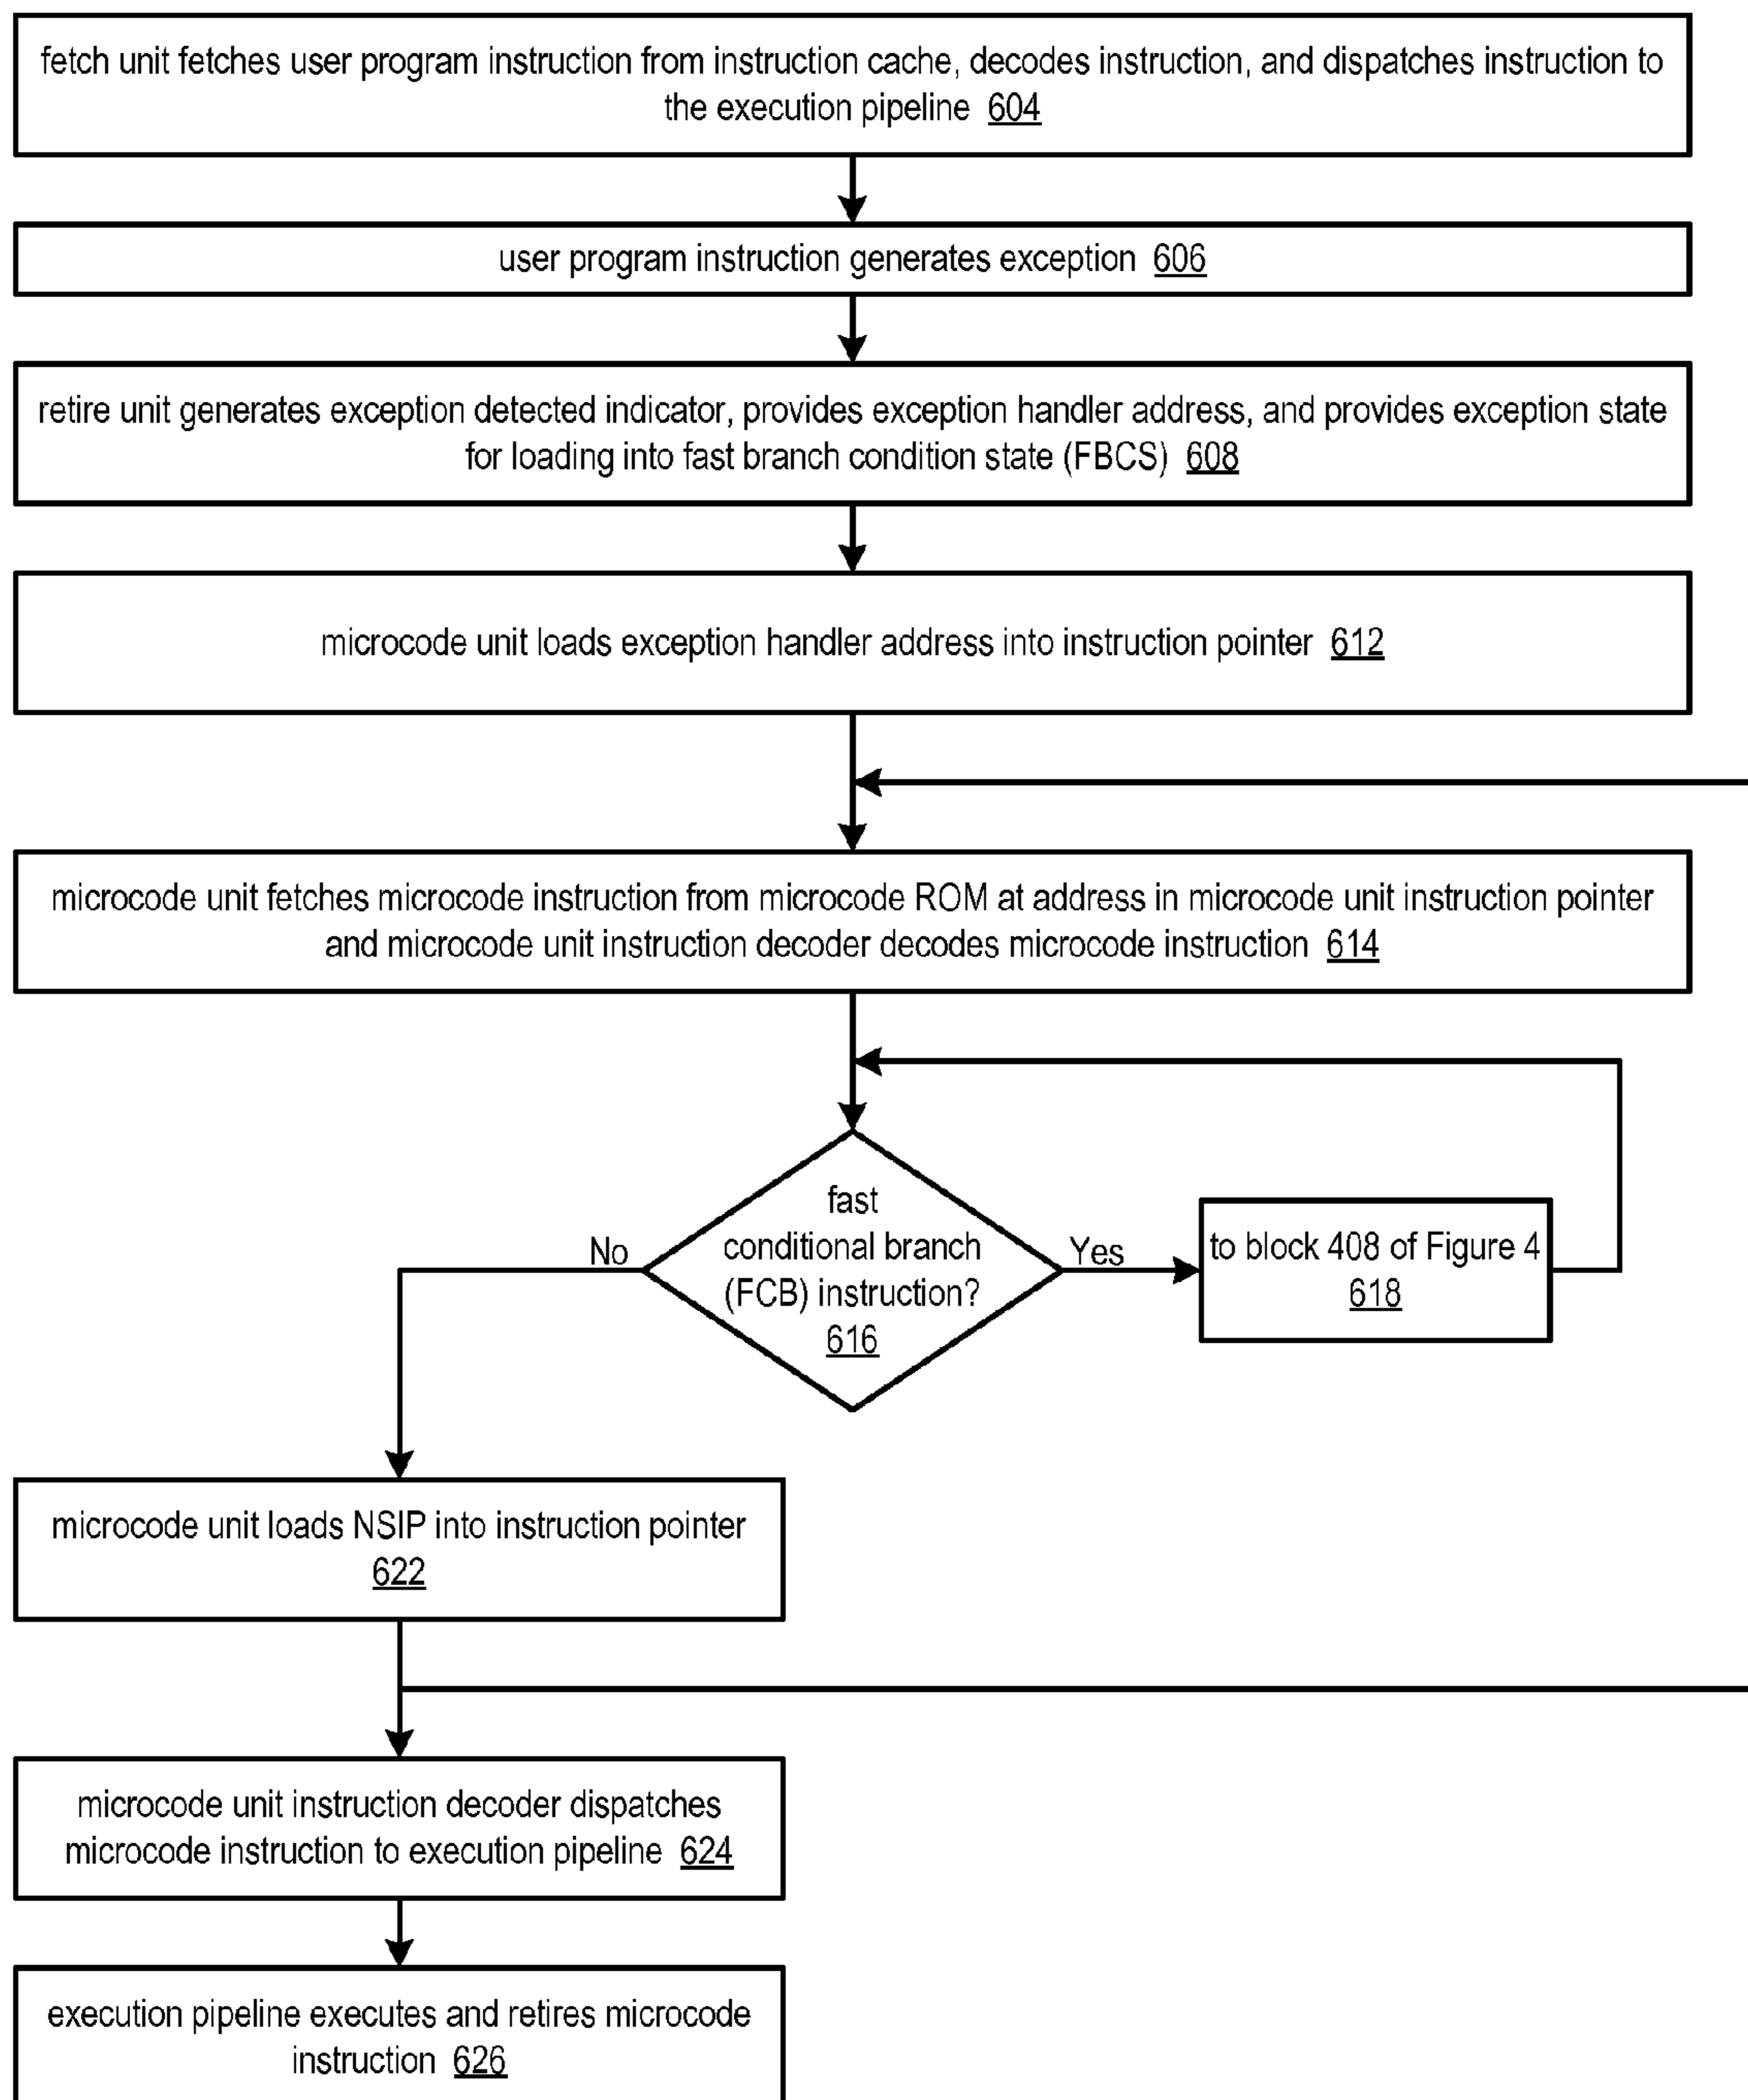 fetch unit fetches user program instruction from instruction cache, decodes instruction, and dispatches instruction to
the execution pipeline 604
user program instruction generates exception 606
retire unit generates exception detected indicator, provides exception handler address, and provides exception state
for loading into fast branch condition state (FBCS) 608
microcode unit loads exception handler address into instruction pointer 612
microcode unit fetches microcode instruction from microcode ROM at address in microcode unit instruction pointer
and microcode unit instruction decoder decodes microcode instruction 614
fast
conditional branch
(FCB) instruction?
616
No
Yes
to block 408 of Figure 4
618
microcode unit loads NSIP into instruction pointer
622
microcode unit instruction decoder dispatches
microcode instruction to execution pipeline 624
execution pipeline executes and retires microcode
instruction 626